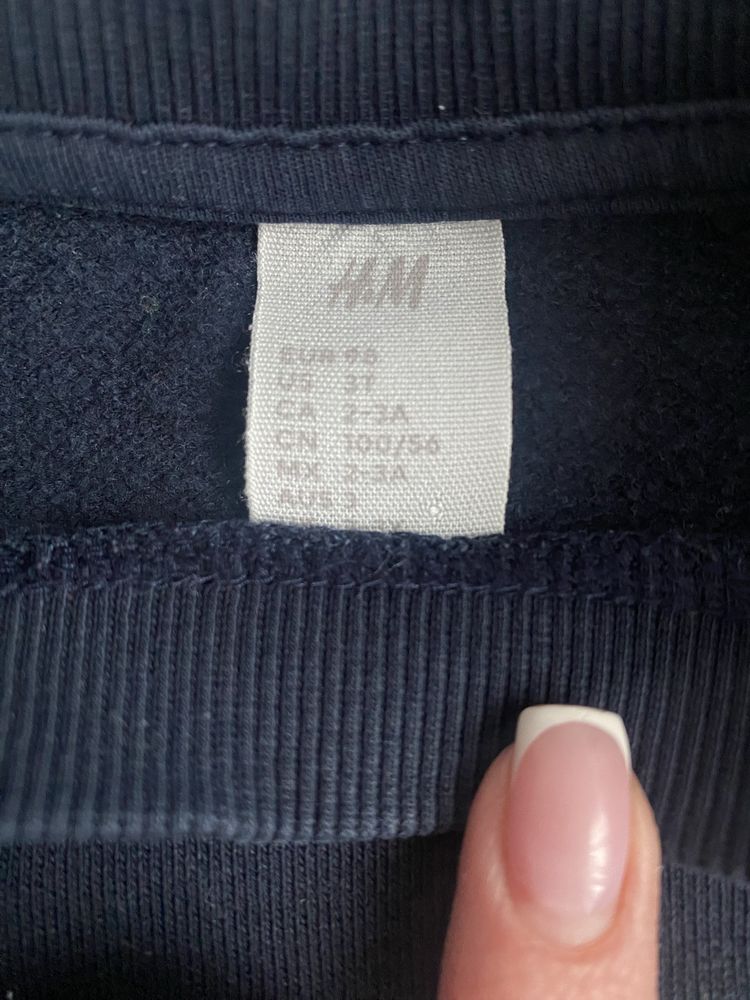 H&M
EUR 98
US 3T
CA 2-3A
CN 100/56
MX 2-3A
AUS 3